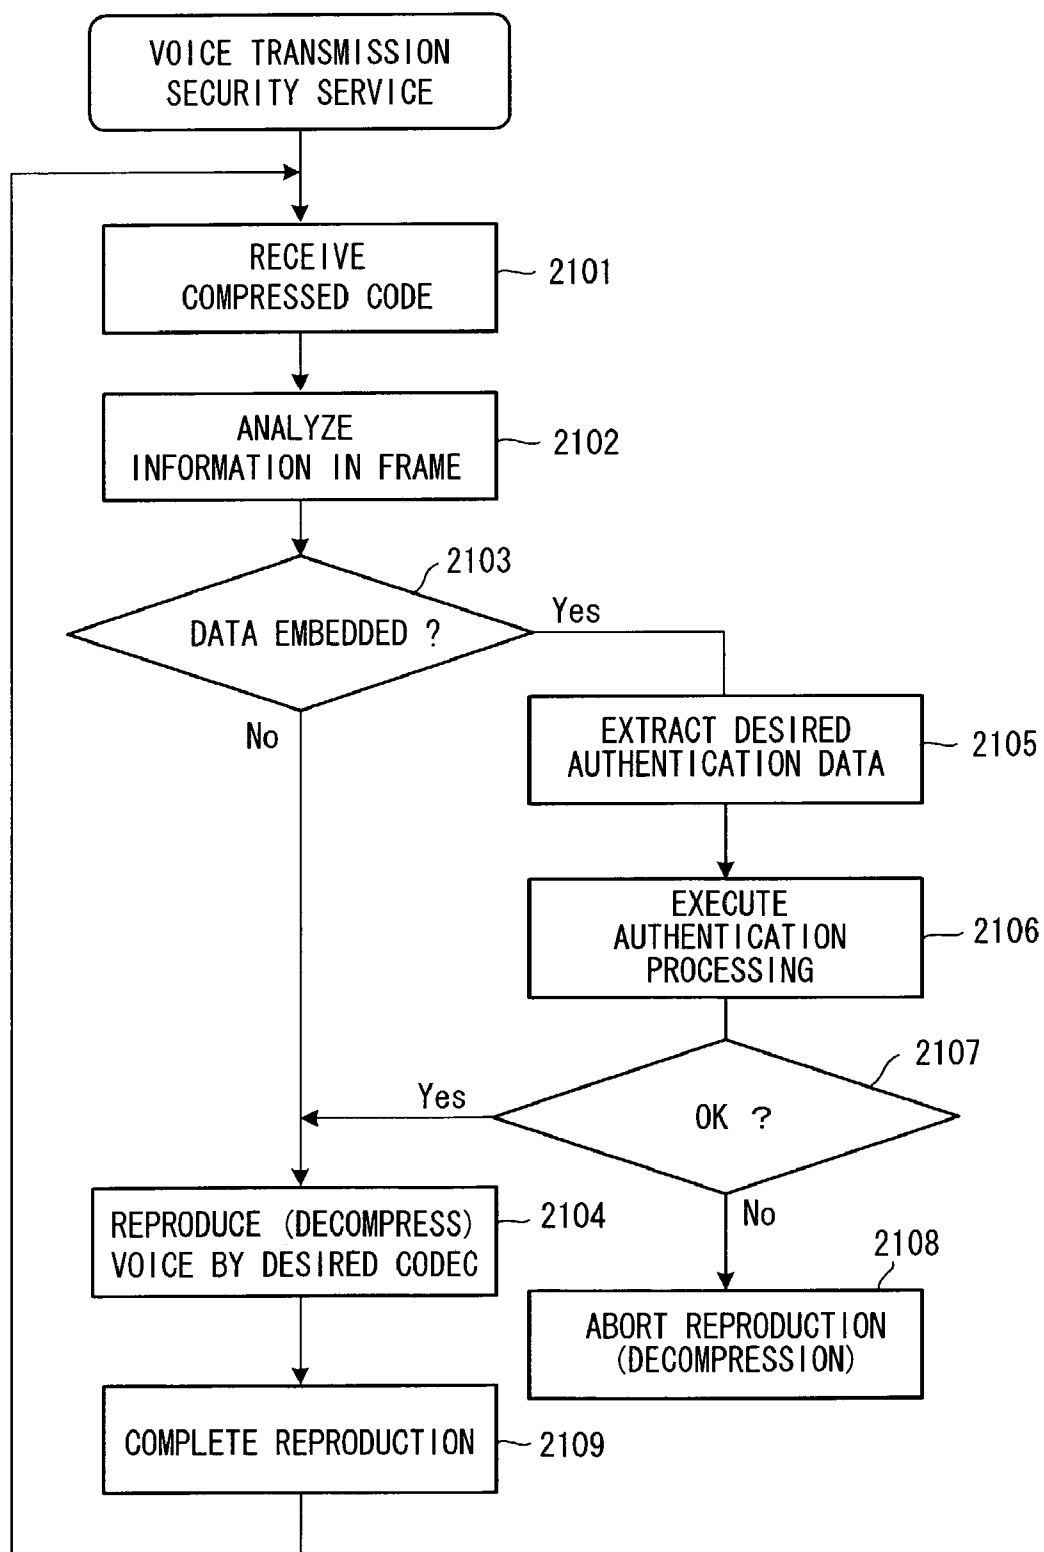 VOICE TRANSMISSION
SECURITY SERVICE
RECEIVE
COMPRESSED CODE
2101
ANALYZE
INFORMATION IN FRAME
2102
2103
DATA EMBEDDED ?
Yes
No
EXTRACT DESIRED
AUTHENTICATION DATA
2105
EXECUTE
AUTHENTICATION
PROCESSING
2106
2107
OK ?
Yes
No
REPRODUCE (DECOMPRESS)
VOICE BY DESIRED CODEC
2104
2108
ABORT REPRODUCTION
(DECOMPRESSION)
COMPLETE REPRODUCTION
2109